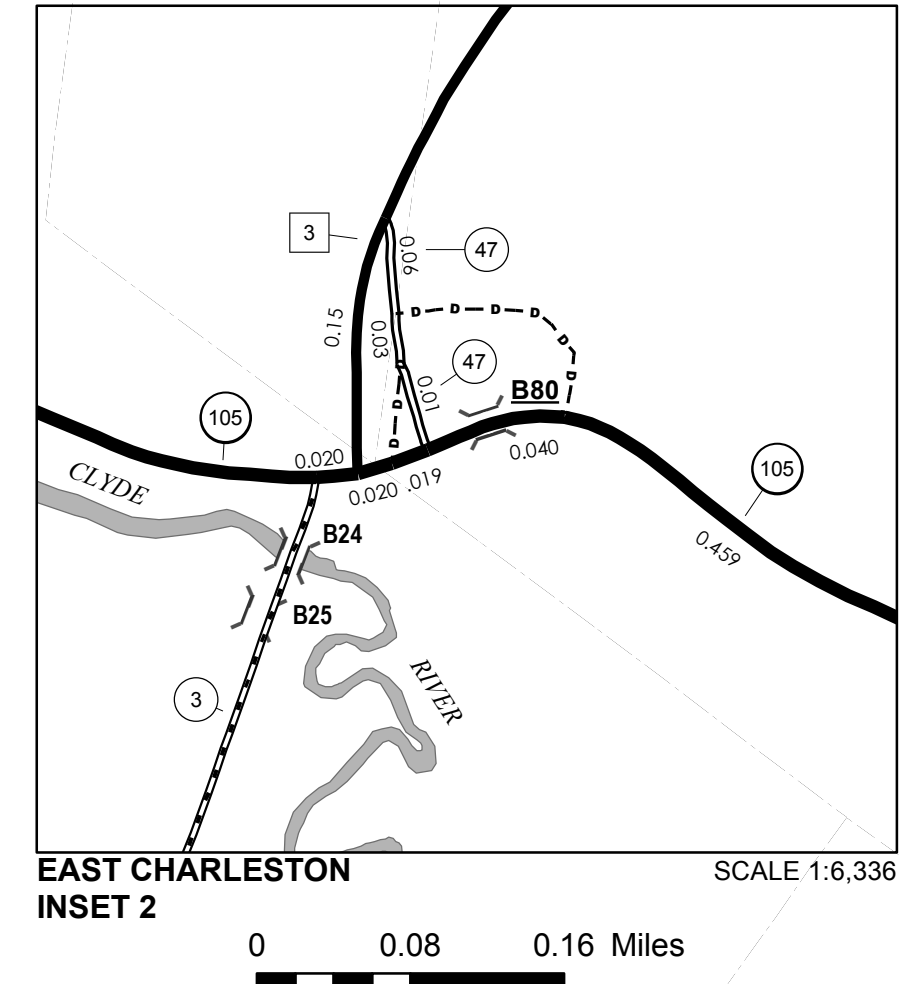 3
0.06
47
D D D D
0.15
0.03
D
D
D
47
0.01
D
B80
D
105
0.020
0.040
105
CLYDE
0.020 .019
B24
0.459
B25
RIVER
3
EAST CHARLESTON
SCALE 1:6,336
INSET 2
0 0.08 0.16 Miles